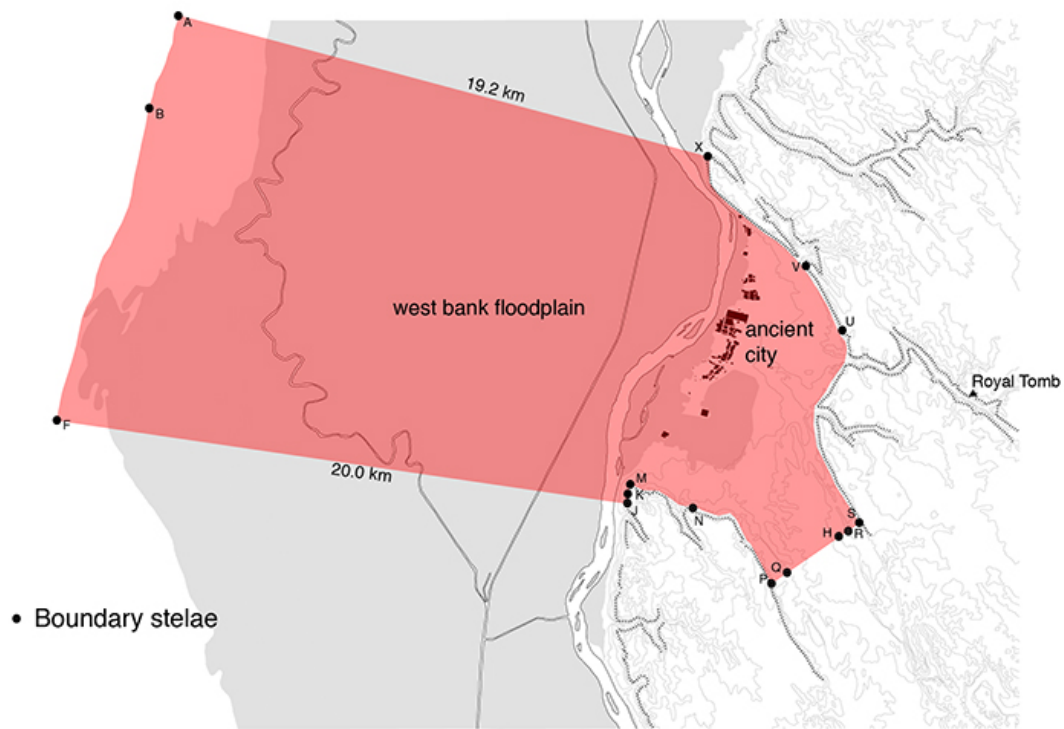 A
19.2 km
B
X
V
west bank floodplain
ancient
city
U
Royal Tomb
F
20.0 km
M
K
J
N
S
H
R
Q
P
Boundary stelae